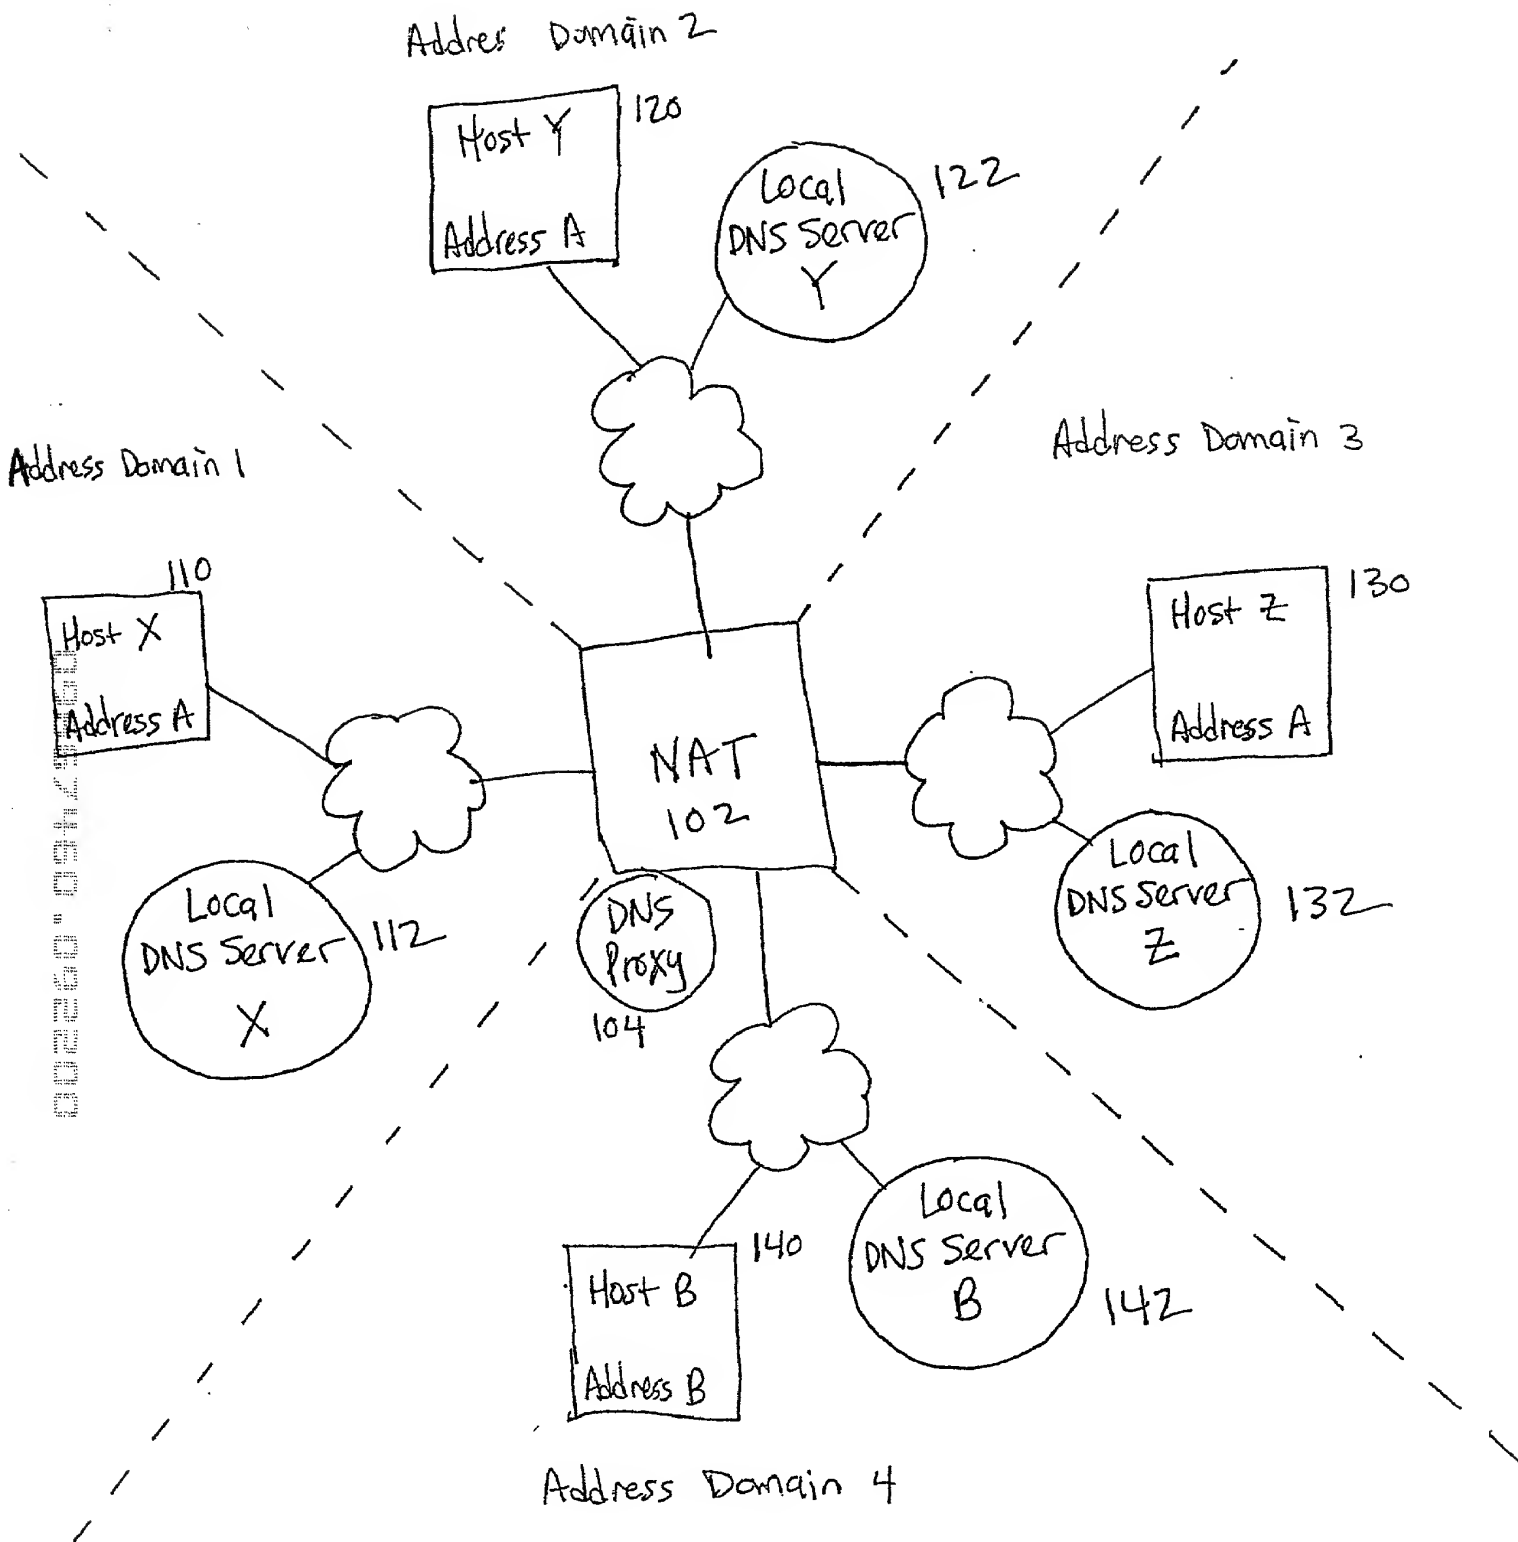 Addres Domain 2
Host Y
Address A
120
Local
DNS Server
Y
122
Address Domain 1
Address Domain 3
110
Host X
Address A
Host Z
Address A
130
NAT
102
Local
DNS Server
X
112
DNS
Proxy
104
Local
DNS Server
Z
132
Host B
Address B
140
Local
DNS Server
B
142
Address Domain 4